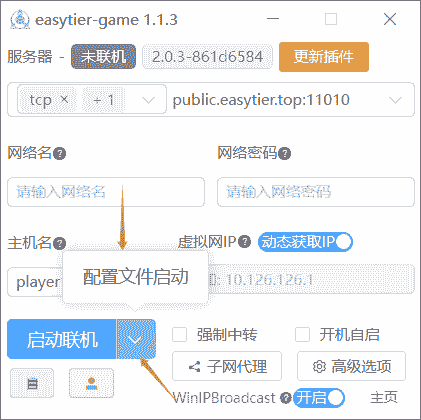 easytier-game 1.1.3
服务器 - 未联机 2.0.3-861d6584 更新插件
tcp × + 1 public.easytier.top:11010
网络名 网络密码
请输入网络名 请输入网络密码
主机名 虚拟网IP 动态获取IP
player 配置文件启动 : 10.126.126.1
启动联机 强制中转 开机自启
子网代理 高级选项
WinIPBroadcast 开启 主页